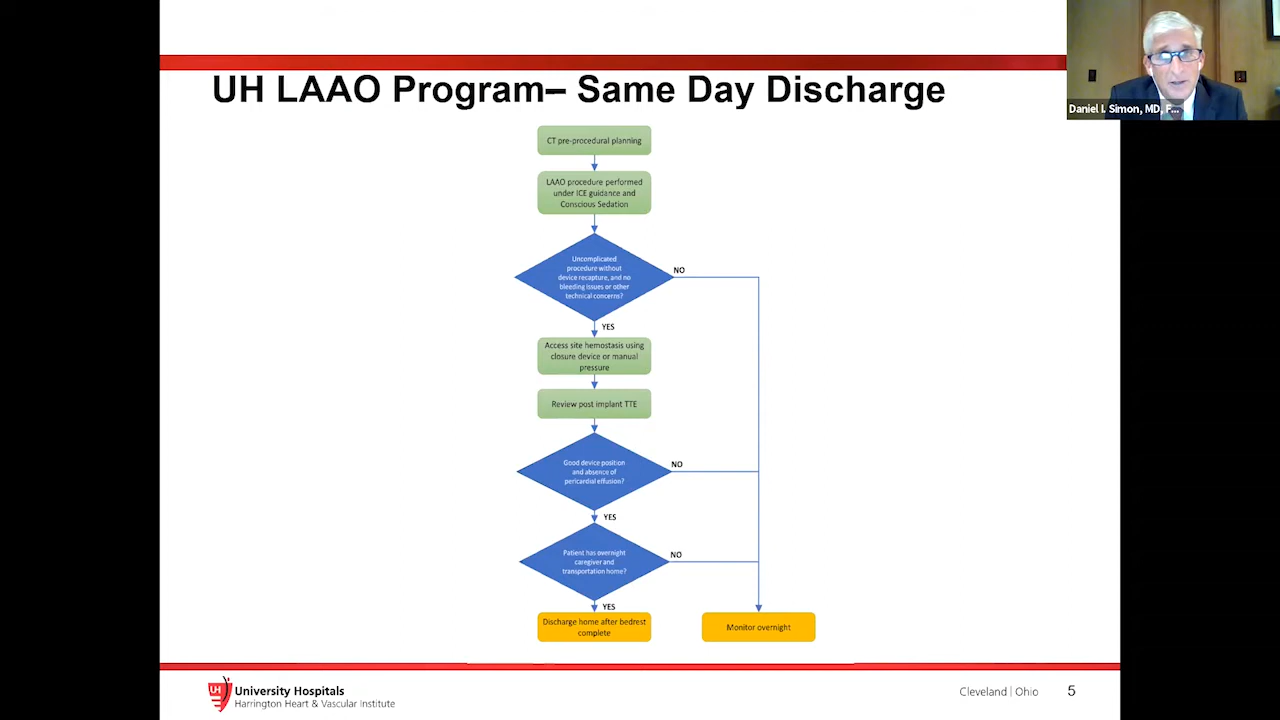 UH LAAO Program– Same Day Discharge
Daniel I. Simon, MD, F...
CT pre-procedural planning
LAAO procedure performed
under ICE guidance and
Conscious Sedation
Uncomplicated
procedure without
device recapture, and no
bleeding issues or other
technical concerns?
NO
YES
Access site hemostasis using
closure device or manual
pressure
Review post implant TTE
Good device position
and absence of
pericardial effusion?
NO
YES
Patient has overnight
caregiver and
transportation home?
NO
YES
Discharge home after bedrest
complete
Monitor overnight
UH
University Hospitals
Harrington Heart & Vascular Institute
Cleveland | Ohio
5